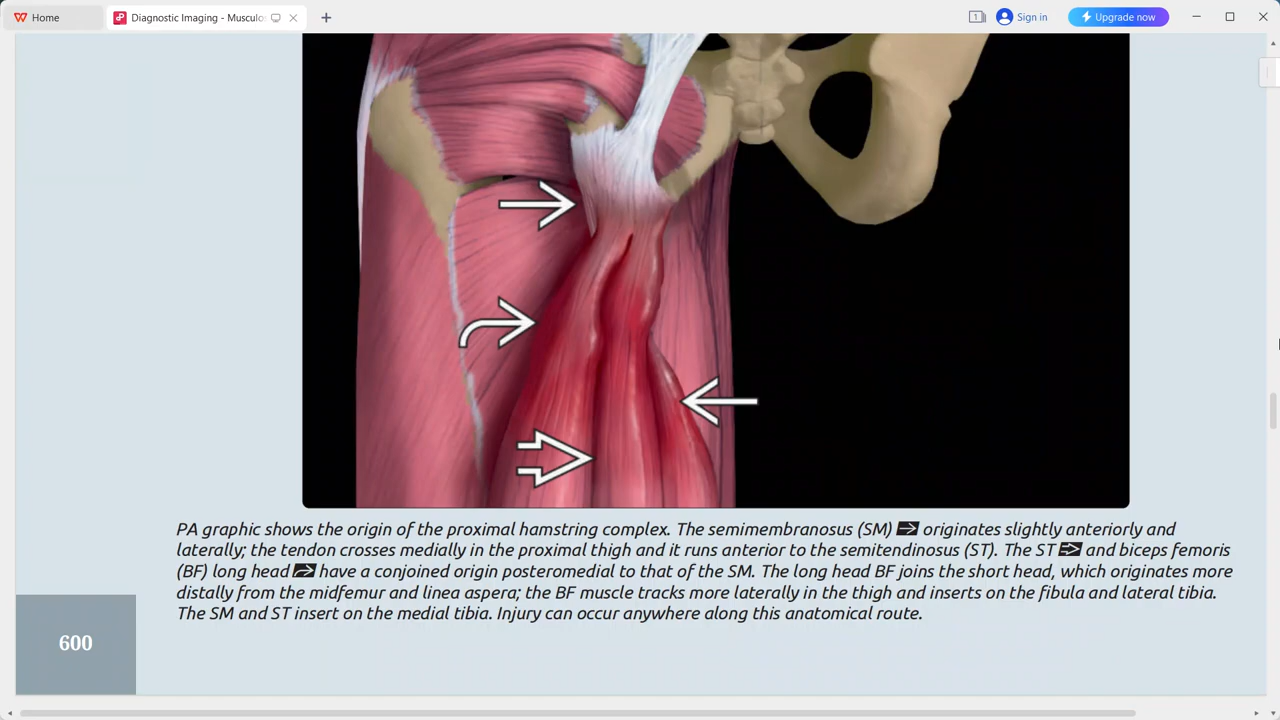 Home
Diagnostic Imaging - Musculos
1
Sign in
Upgrade now
PA graphic shows the origin of the proximal hamstring complex. The semimembranosus (SM) originates slightly anteriorly and
laterally; the tendon crosses medially in the proximal thigh and it runs anterior to the semitendinosus (ST). The ST and biceps femoris
(BF) long head have a conjoined origin posteromedial to that of the SM. The long head BF joins the short head, which originates more
distally from the midfemur and linea aspera; the BF muscle tracks more laterally in the thigh and inserts on the fibula and lateral tibia.
The SM and ST insert on the medial tibia. Injury can occur anywhere along this anatomical route.
600